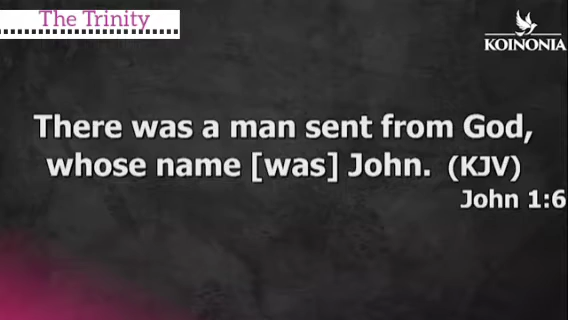 The Trinity
KOINONIA
There was a man sent from God,
whose name [was] John. (KJV)
John 1:6